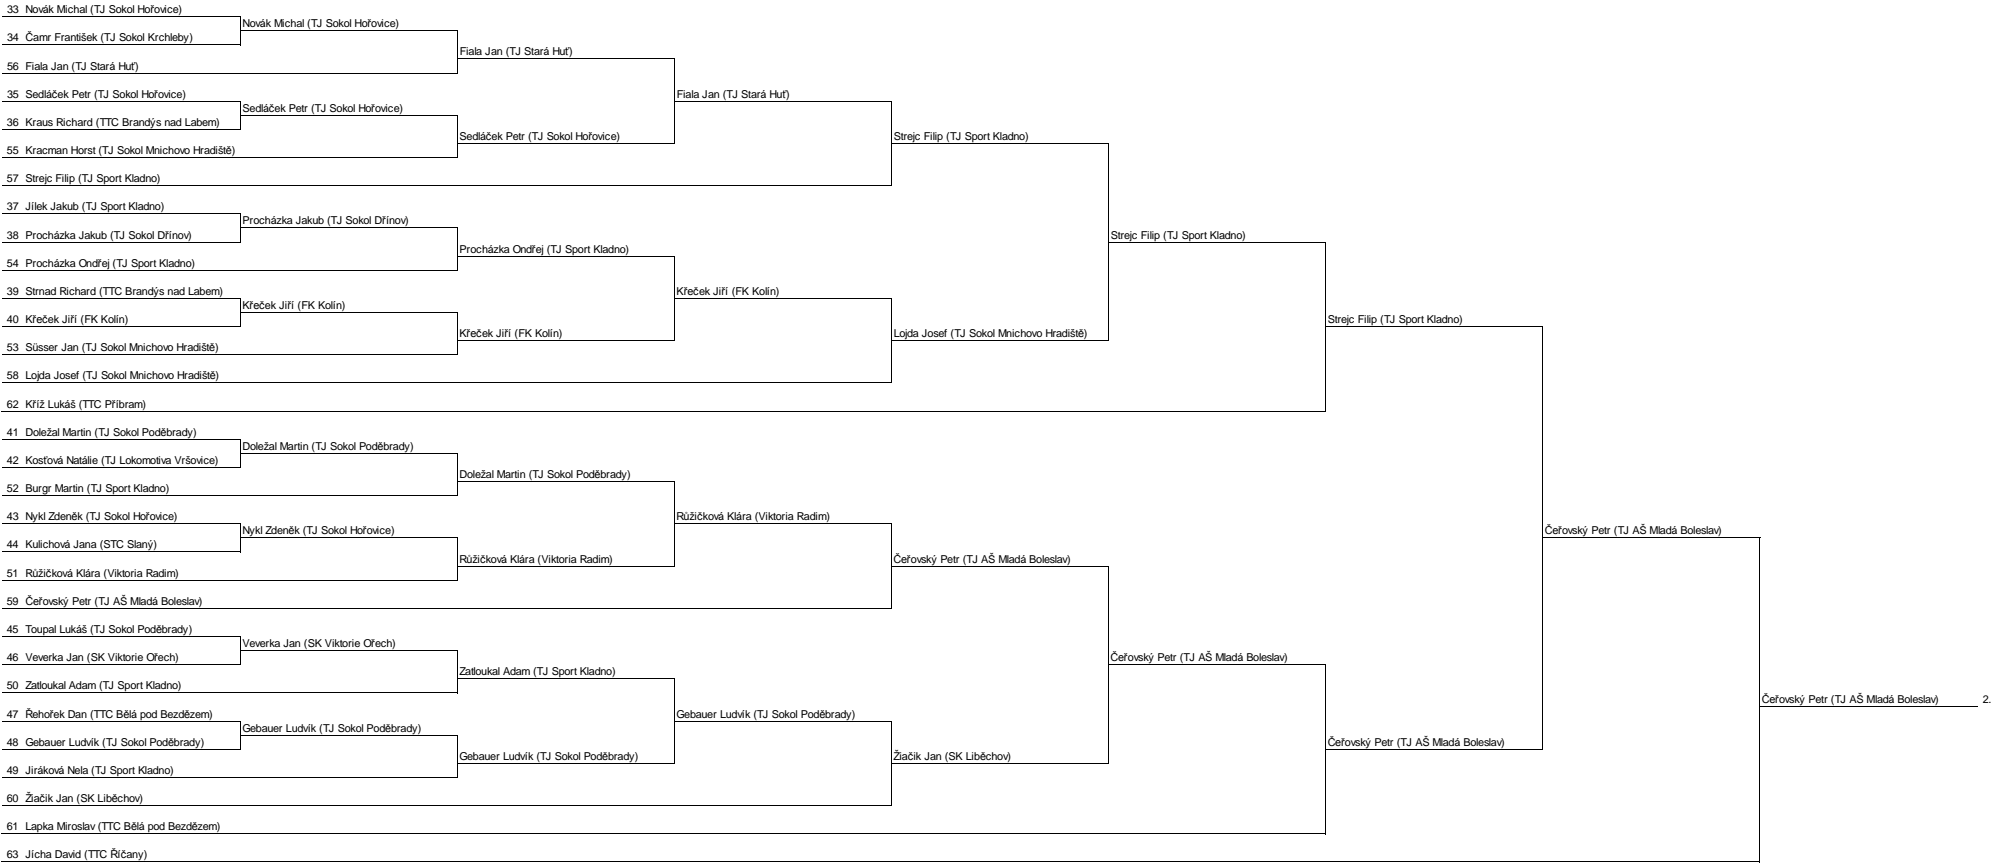 33 Novák Michal (TJ Sokol Hořovice)
Novák Michal (TJ Sokol Hořovice)
34 Čamr František (TJ Sokol Krchleby)
Fiala Jan (TJ Stará Huť)
56 Fiala Jan (TJ Stará Huť)
35 Sedláček Petr (TJ Sokol Hořovice)
Fiala Jan (TJ Stará Huť)
Sedláček Petr (TJ Sokol Hořovice)
36 Kraus Richard (TTC Brandýs nad Labem)
Sedláček Petr (TJ Sokol Hořovice)
Strejc Filip (TJ Sport Kladno)
55 Kracman Horst (TJ Sokol Mnichovo Hradiště)
57 Strejc Filip (TJ Sport Kladno)
37 Jílek Jakub (TJ Sport Kladno)
Procházka Jakub (TJ Sokol Dřínov)
38 Procházka Jakub (TJ Sokol Dřínov)
Strejc Filip (TJ Sport Kladno)
Procházka Ondřej (TJ Sport Kladno)
54 Procházka Ondřej (TJ Sport Kladno)
39 Strnad Richard (TTC Brandýs nad Labem)
Křeček Jiří (FK Kolín)
Křeček Jiří (FK Kolín)
40 Křeček Jiří (FK Kolín)
Strejc Filip (TJ Sport Kladno)
Křeček Jiří (FK Kolín)
Lojda Josef (TJ Sokol Mnichovo Hradiště)
53 Süsser Jan (TJ Sokol Mnichovo Hradiště)
58 Lojda Josef (TJ Sokol Mnichovo Hradiště)
62 Kříž Lukáš (TTC Příbram)
41 Doležal Martin (TJ Sokol Poděbrady)
Doležal Martin (TJ Sokol Poděbrady)
42 Kosťová Natálie (TJ Lokomotiva Vršovice)
Doležal Martin (TJ Sokol Poděbrady)
52 Burgr Martin (TJ Sport Kladno)
43 Nykl Zdeněk (TJ Sokol Hořovice)
Růžičková Klára (Viktoria Radim)
Nykl Zdeněk (TJ Sokol Hořovice)
Čeřovský Petr (TJ AŠ Mladá Boleslav)
44 Kulichová Jana (STC Slaný)
Růžičková Klára (Viktoria Radim)
Čeřovský Petr (TJ AŠ Mladá Boleslav)
51 Růžičková Klára (Viktoria Radim)
59 Čeřovský Petr (TJ AŠ Mladá Boleslav)
45 Toupal Lukáš (TJ Sokol Poděbrady)
Veverka Jan (SK Viktorie Ořech)
46 Veverka Jan (SK Viktorie Ořech)
Čeřovský Petr (TJ AŠ Mladá Boleslav)
Zatloukal Adam (TJ Sport Kladno)
50 Zatloukal Adam (TJ Sport Kladno)
Čeřovský Petr (TJ AŠ Mladá Boleslav) 2.
47 Řehořek Dan (TTC Bělá pod Bezdězem)
Gebauer Ludvík (TJ Sokol Poděbrady)
Gebauer Ludvík (TJ Sokol Poděbrady)
48 Gebauer Ludvík (TJ Sokol Poděbrady)
Čeřovský Petr (TJ AŠ Mladá Boleslav)
Gebauer Ludvík (TJ Sokol Poděbrady)
Žiačik Jan (SK Liběchov)
49 Jiráková Nela (TJ Sport Kladno)
60 Žiačik Jan (SK Liběchov)
61 Lapka Miroslav (TTC Bělá pod Bezdězem)
63 Jícha David (TTC Říčany)